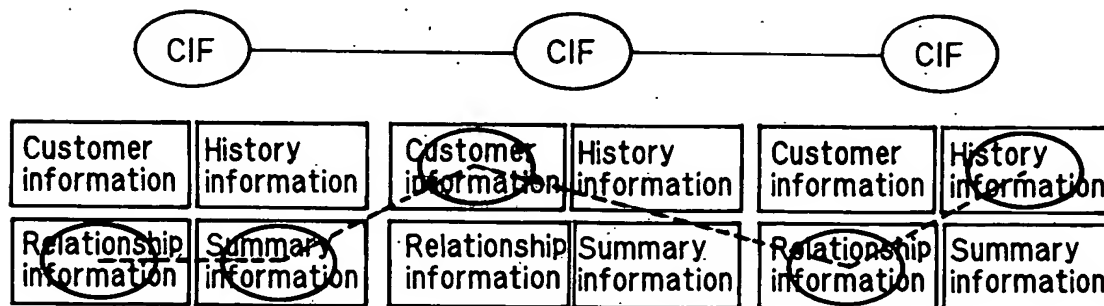 CIF CIF CIF
Customer information History information Customer information History information Customer information History information
Relationship information Summary information Relationship information Summary information Relationship information Summary information